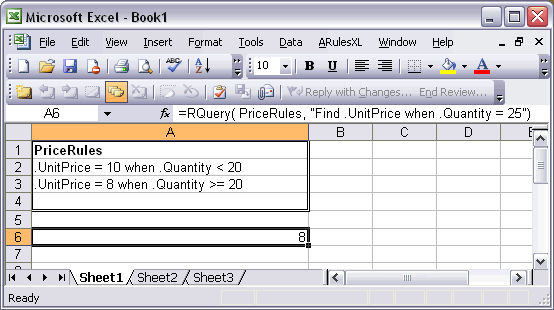 Microsoft Excel - Book1
File Edit View Insert Format Tools Data ARulesXL Window Help
ABC A Z 10 B U
Reply with Changes... End Review...
A6 fx =RQuery( PriceRules, "Find .UnitPrice when .Quantity = 25")
A B C D E
1 PriceRules
2 .UnitPrice = 10 when .Quantity < 20
3 .UnitPrice = 8 when .Quantity >= 20
4
5
6 8
7
Sheet1 Sheet2 Sheet3
Ready